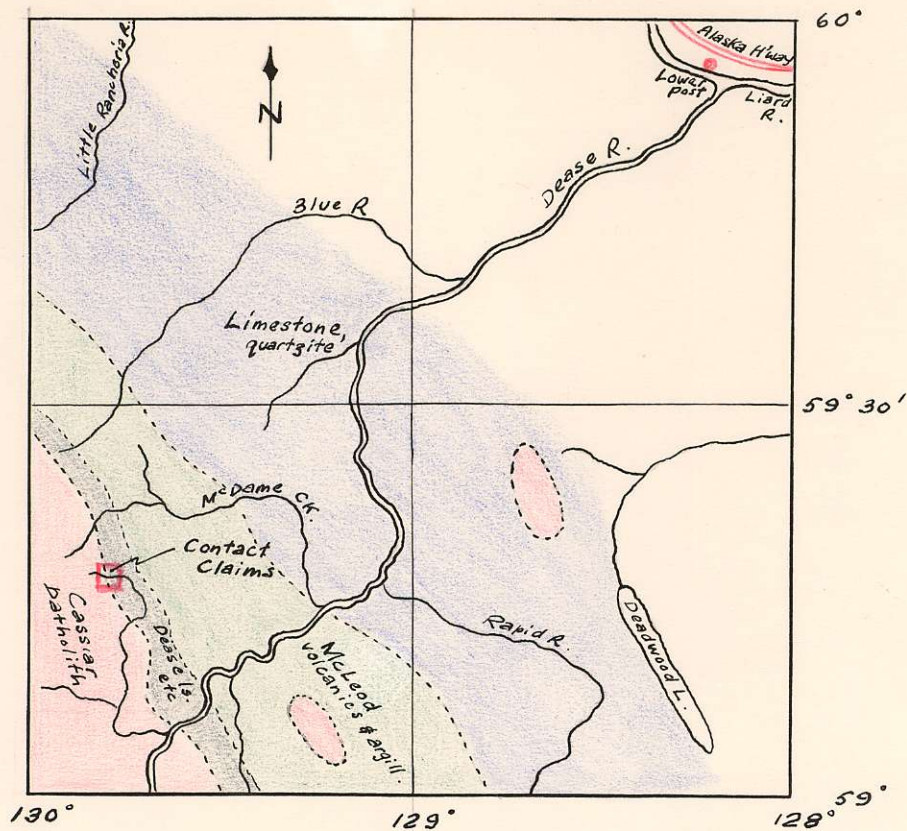 60°
Little Rancheria R.
N
Alaska H'way
Lower
post
Liard
R.
Dease R.
Blue R
Limestone,
quartzite
59° 30'
McDame CK.
Contact
Claims
Cassiar
batholith
Dease ls.
etc
McLeod
volcanics & argill.
Rapid R.
Deadwood L.
59°
130°
129°
128°